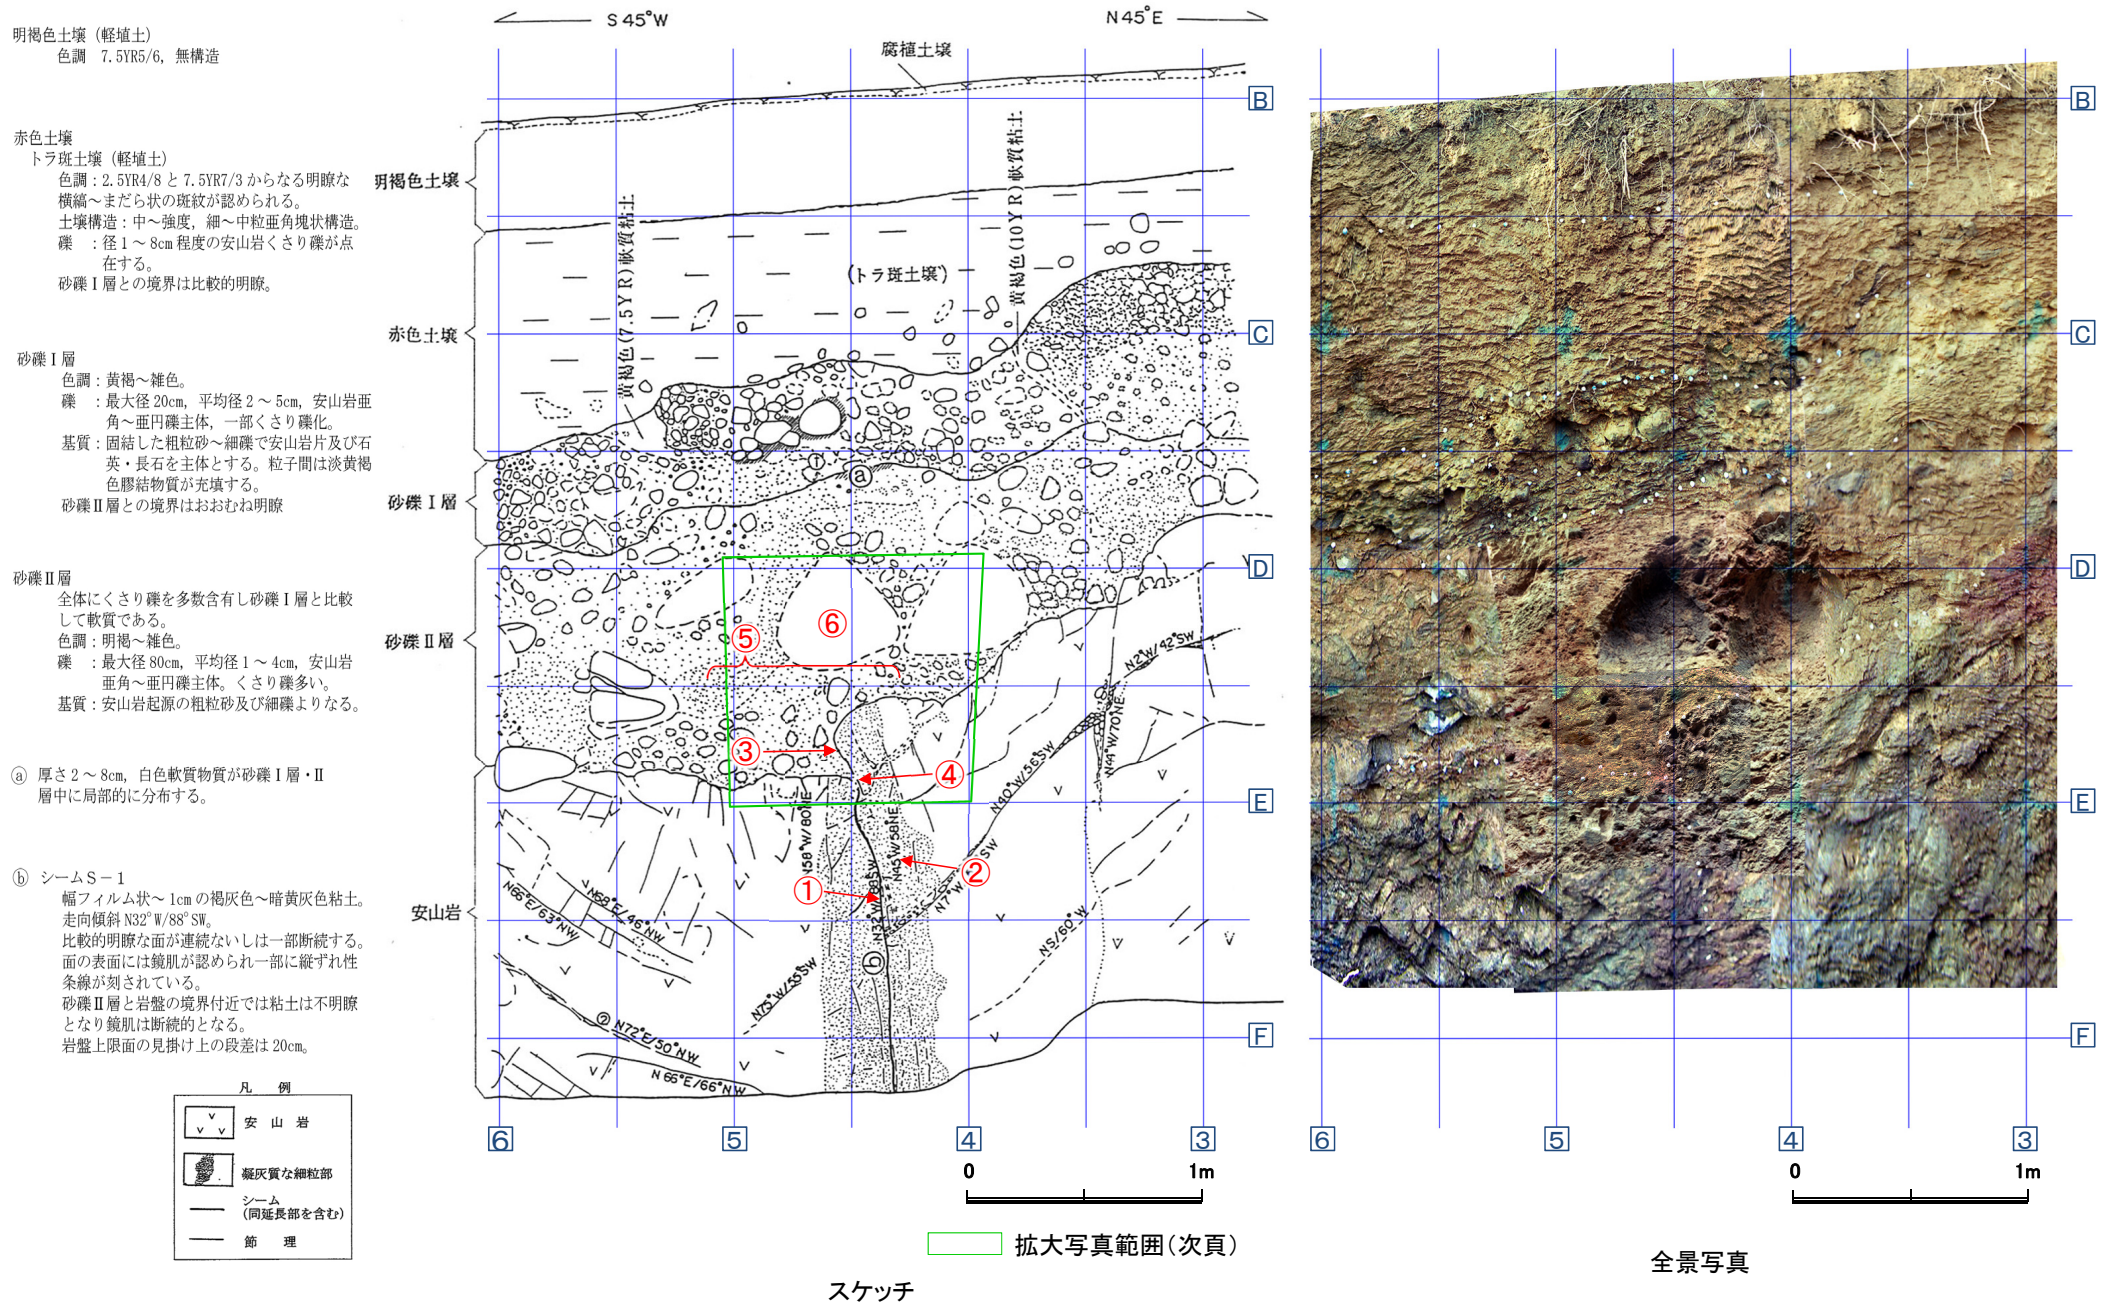 明褐色土壌（軽埴土）
色調　7.5YR5/6，無構造
赤色土壌
トラ斑土壌（軽埴土）
色調：2.5YR4/8 と 7.5YR7/3 からなる明瞭な
横縞～まだら状の斑紋が認められる。
土壌構造：中～強度，細～中粒亜角塊状構造。
礫　：径１～８cm 程度の安山岩くさり礫が点
在する。
砂礫Ⅰ層との境界は比較的明瞭。
砂礫Ⅰ層
色調：黄褐～雑色。
礫　：最大径 20cm，平均径２～５cm，安山岩亜
角～亜円礫主体，一部くさり礫化。
基質：固結した粗粒砂～細礫で安山岩片及び石
英・長石を主体とする。粒子間は淡黄褐
色膠結物質が充填する。
砂礫Ⅱ層との境界はおおむね明瞭
砂礫Ⅱ層
全体にくさり礫を多数含有し砂礫Ⅰ層と比較
して軟質である。
色調：明褐～雑色。
礫　：最大径 80cm，平均径１～４cm，安山岩
亜角～亜円礫主体。くさり礫多い。
基質：安山岩起源の粗粒砂及び細礫よりなる。
ⓐ 厚さ２～８cm，白色軟質物質が砂礫Ⅰ層・Ⅱ
層中に局部的に分布する。
ⓑ シームＳ－１
幅フィルム状～１cm の褐灰色～暗黄灰色粘土。
走向傾斜 N32°W/88°SW。
比較的明瞭な面が連続ないしは一部断続する。
面の表面には鏡肌が認められ一部に縦ずれ性
条線が刻されている。
砂礫Ⅱ層と岩盤の境界付近では粘土は不明瞭
となり鏡肌は断続的となる。
岩盤上限面の見掛け上の段差は 20cm。
凡　例
安　山　岩
凝灰質な細粒部
シーム
（同延長部を含む）
節　理
S 45°W
N 45°E
腐植土壌
明褐色土壌
赤色土壌
砂礫Ⅰ層
砂礫Ⅱ層
安山岩
黄褐色(7.5YR)軟質粘土
黄褐色(10YR)軟質粘土
(トラ斑土壌)
ⓐ
⑥
⑤
③
④
①
②
ⓑ
N2°W/42°SW
N44°W/70°NE
N40°W/56°SW
N58°W/80°NE
N45°W/58°NE
N32°W/88°SW
N66°E/63°NW
N68°E/46°NW
N75°W/55°SW
NS/60°W
② N72°E/50°NW
N 66°E/66°NW
B
C
D
E
F
6
5
4
3
0
1m
拡大写真範囲（次頁）
スケッチ
B
C
D
E
F
6
5
4
3
0
1m
全景写真